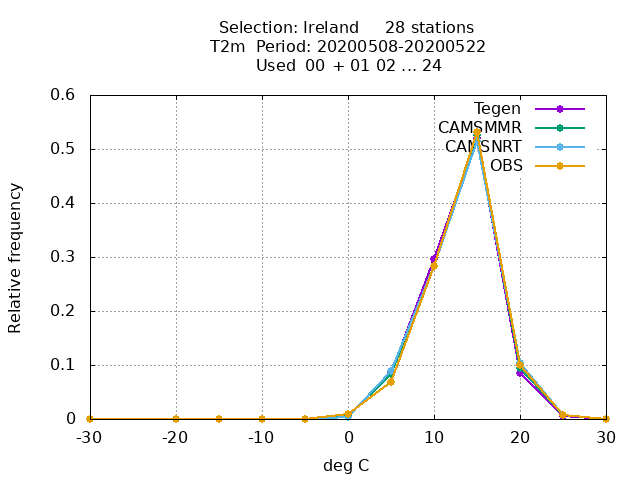 Selection: Ireland 28 stations
T2m Period: 20200508-20200522
Used 00 + 01 02 ... 24
0.6
0.5
0.4
0.3
0.2
0.1
0
Relative frequency
Tegen
CAMSMMR
CAMSNRT
OBS
-30 -20 -10 0 10 20 30
deg C